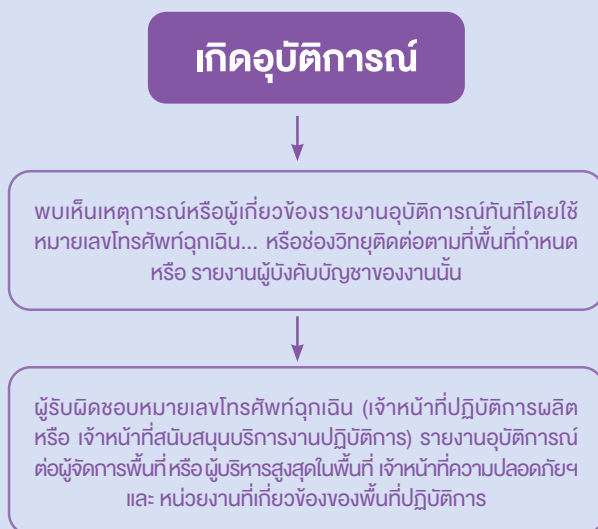 เกิดอุบัติการณ์
พบเห็นเหตุการณ์หรือผู้เกี่ยวข้องรายงานอุบัติการณ์ทันทีโดยใช้
หมายเลขโทรศัพท์ฉุกเฉิน... หรือช่องวิทยุติดต่อตามที่พื้นที่กำหนด
หรือ รายงานผู้บังคับบัญชาของงานนั้น
ผู้รับผิดชอบหมายเลขโทรศัพท์ฉุกเฉิน (เจ้าหน้าที่ปฏิบัติการผลิต
หรือ เจ้าหน้าที่สนับสนุนบริการงานปฏิบัติการ) รายงานอุบัติการณ์
ต่อผู้จัดการพื้นที่ หรือ ผู้บริหารสูงสุดในพื้นที่ เจ้าหน้าที่ความปลอดภัยฯ
และ หน่วยงานที่เกี่ยวข้องของพื้นที่ปฏิบัติการ